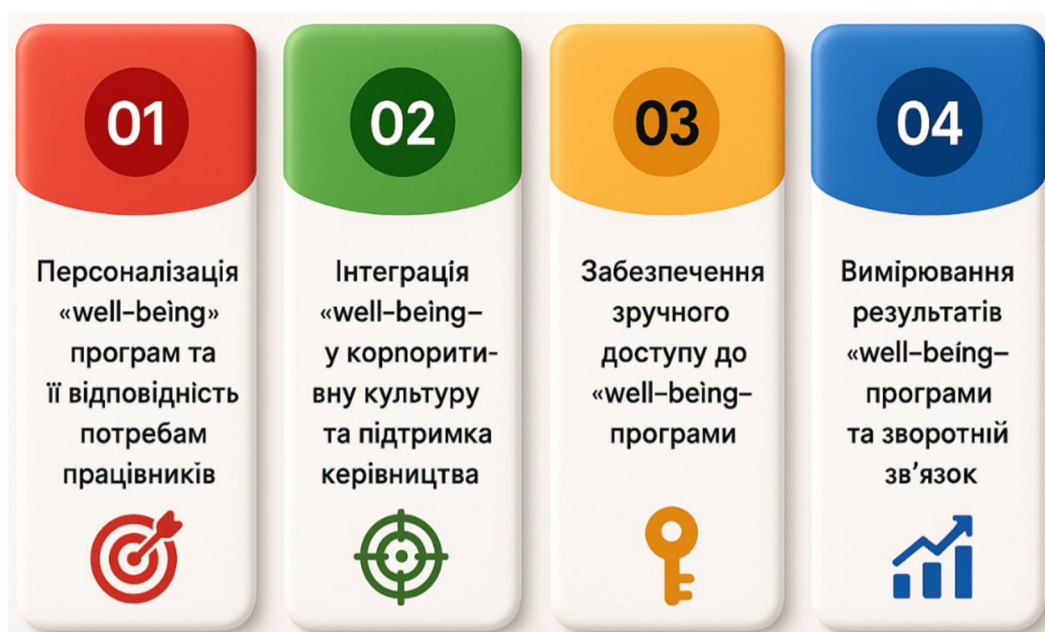 01
Персоналізація
«well-being»
програм та
її відповідність
потребам
працівників
02
Інтеграція
«well-being-
у корпорити-
вну культуру
та підтримка
керівництва
03
Забезпечення
зручного
доступу до
«well-being-
програми
04
Вимірювання
результатів
«well-being-
програми
та зворотній
зв'язок